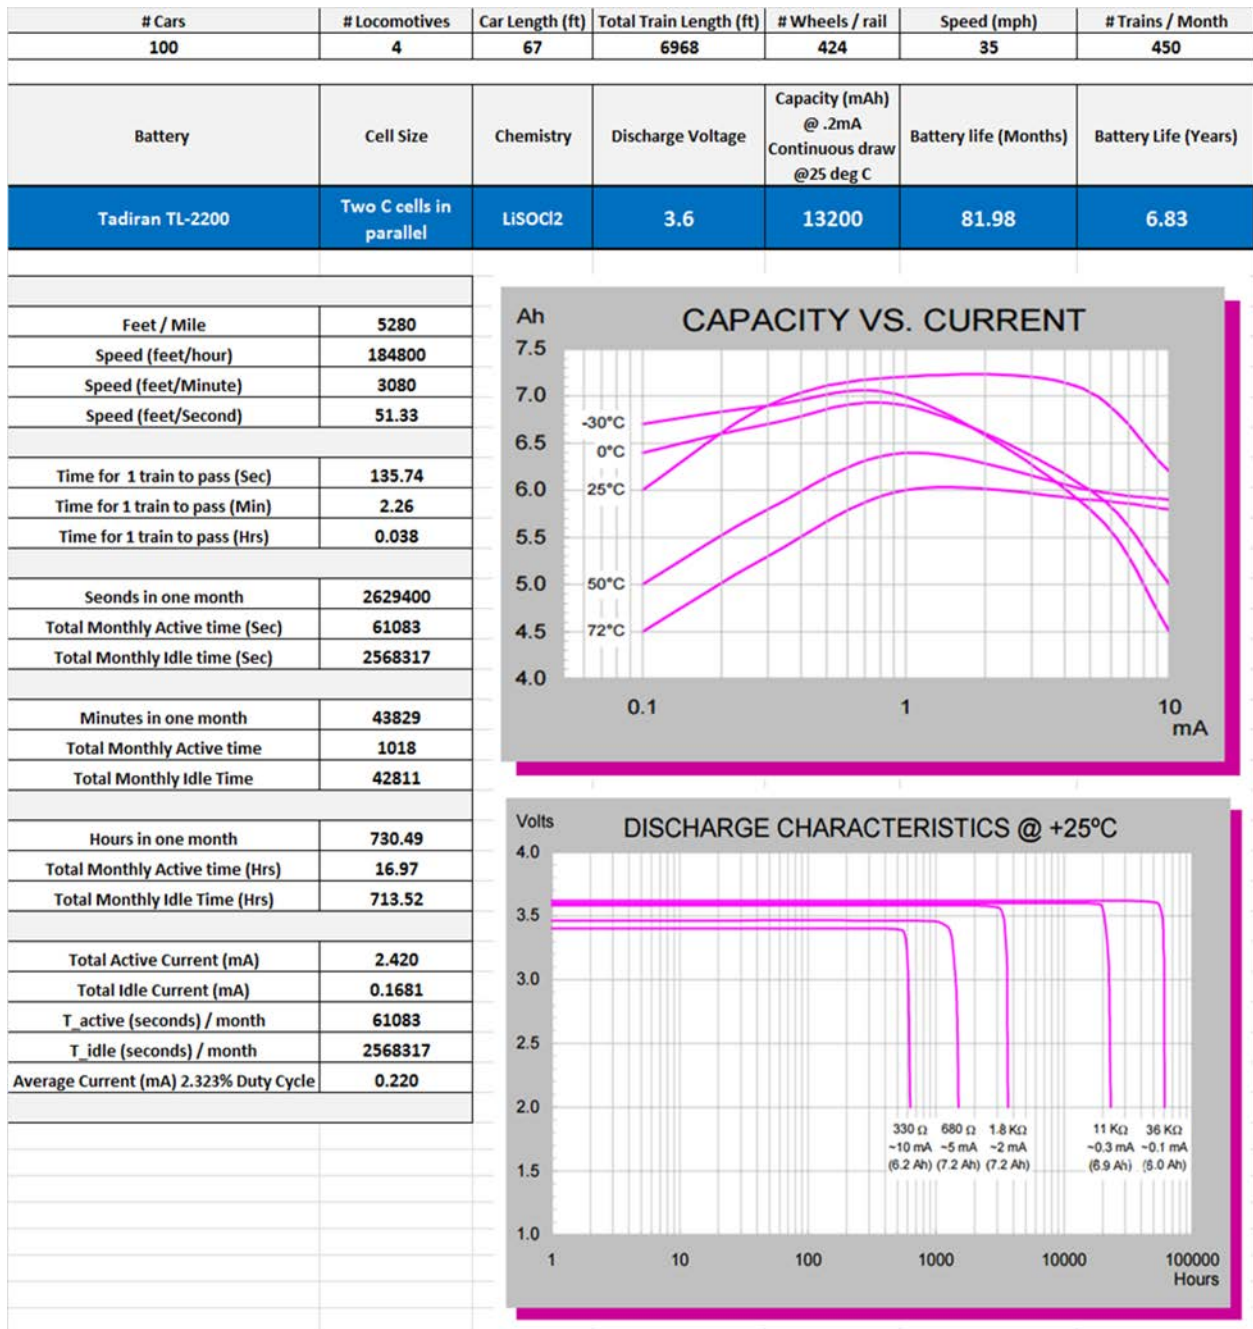 # Cars # Locomotives Car Length (ft) Total Train Length (ft) # Wheels / rail Speed (mph) # Trains / Month
100 4 67 6968 424 35 450
Battery Cell Size Chemistry Discharge Voltage Capacity (mAh) @ .2mA Continuous draw @25 deg C Battery life (Months) Battery Life (Years)
Tadiran TL-2200 Two C cells in parallel LiSOCl2 3.6 13200 81.98 6.83
Feet / Mile 5280
Speed (feet/hour) 184800
Speed (feet/Minute) 3080
Speed (feet/Second) 51.33
Time for 1 train to pass (Sec) 135.74
Time for 1 train to pass (Min) 2.26
Time for 1 train to pass (Hrs) 0.038
Seonds in one month 2629400
Total Monthly Active time (Sec) 61083
Total Monthly Idle time (Sec) 2568317
Minutes in one month 43829
Total Monthly Active time 1018
Total Monthly Idle Time 42811
Hours in one month 730.49
Total Monthly Active time (Hrs) 16.97
Total Monthly Idle Time (Hrs) 713.52
Total Active Current (mA) 2.420
Total Idle Current (mA) 0.1681
T_active (seconds) / month 61083
T_idle (seconds) / month 2568317
Average Current (mA) 2.323% Duty Cycle 0.220
Ah CAPACITY VS. CURRENT
7.5
7.0
-30°C
6.5
0°C
6.0 25°C
5.5
5.0 50°C
4.5 72°C
4.0
0.1 1 10
mA
Volts DISCHARGE CHARACTERISTICS @ +25ºC
4.0
3.5
3.0
2.5
2.0
330 Ω 680 Ω 1.8 KΩ 11 KΩ 36 KΩ
~10 mA ~5 mA ~2 mA ~0.3 mA ~0.1 mA
(6.2 Ah) (7.2 Ah) (7.2 Ah) (6.9 Ah) (6.0 Ah)
1.5
1.0
1 10 100 1000 10000 100000
Hours